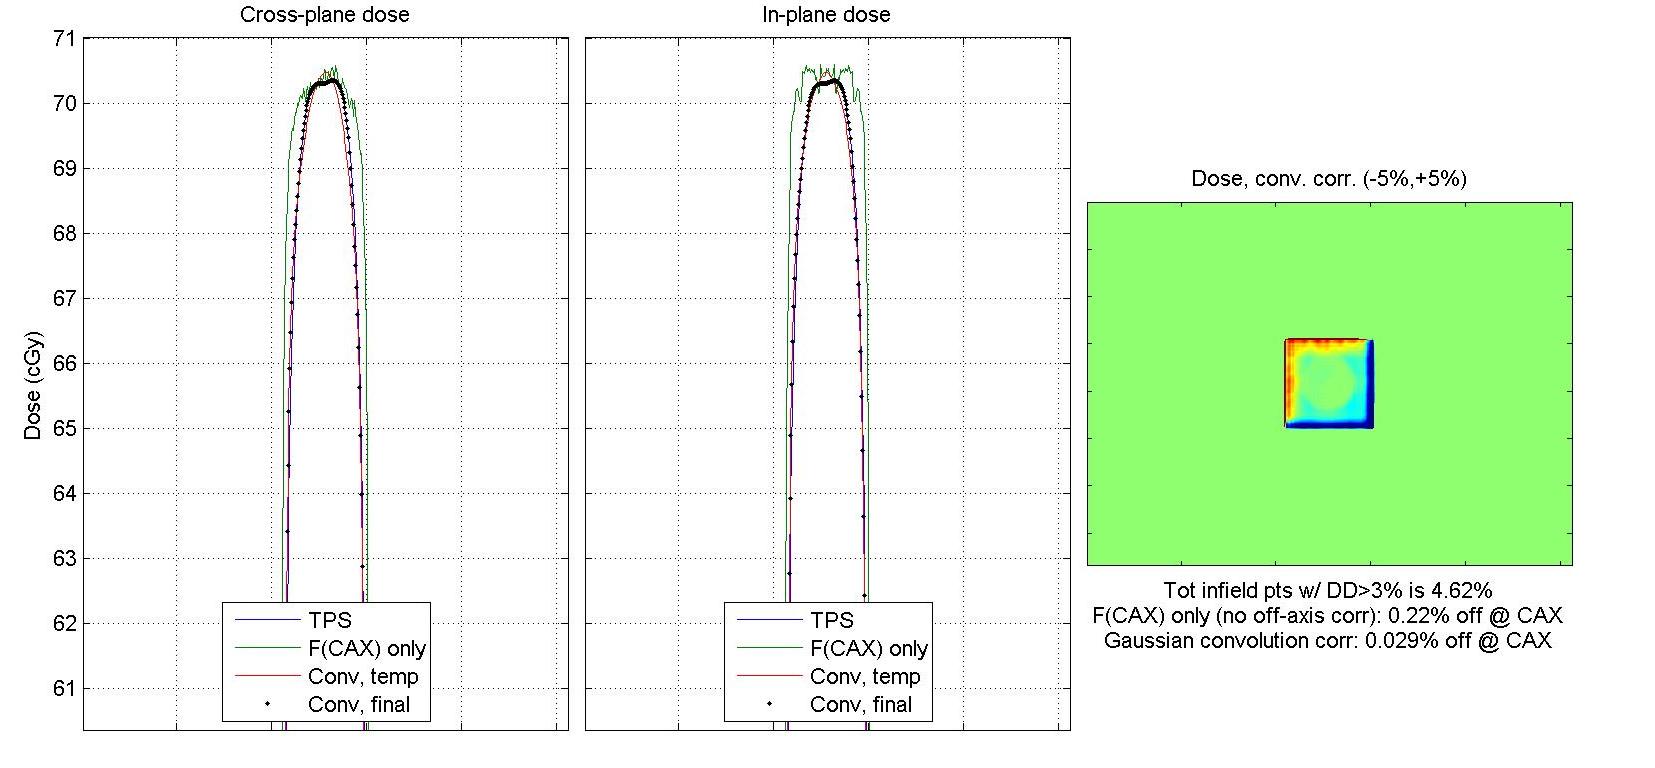 Cross-plane dose
In-plane dose
71
70
69
68
67
66
65
64
63
62
61
Dose (cGy)
TPS
F(CAX) only
Conv, temp
Conv, final
TPS
F(CAX) only
Conv, temp
Conv, final
Dose, conv. corr. (-5%,+5%)
Tot infield pts w/ DD>3% is 4.62%
F(CAX) only (no off-axis corr): 0.22% off @ CAX
Gaussian convolution corr: 0.029% off @ CAX